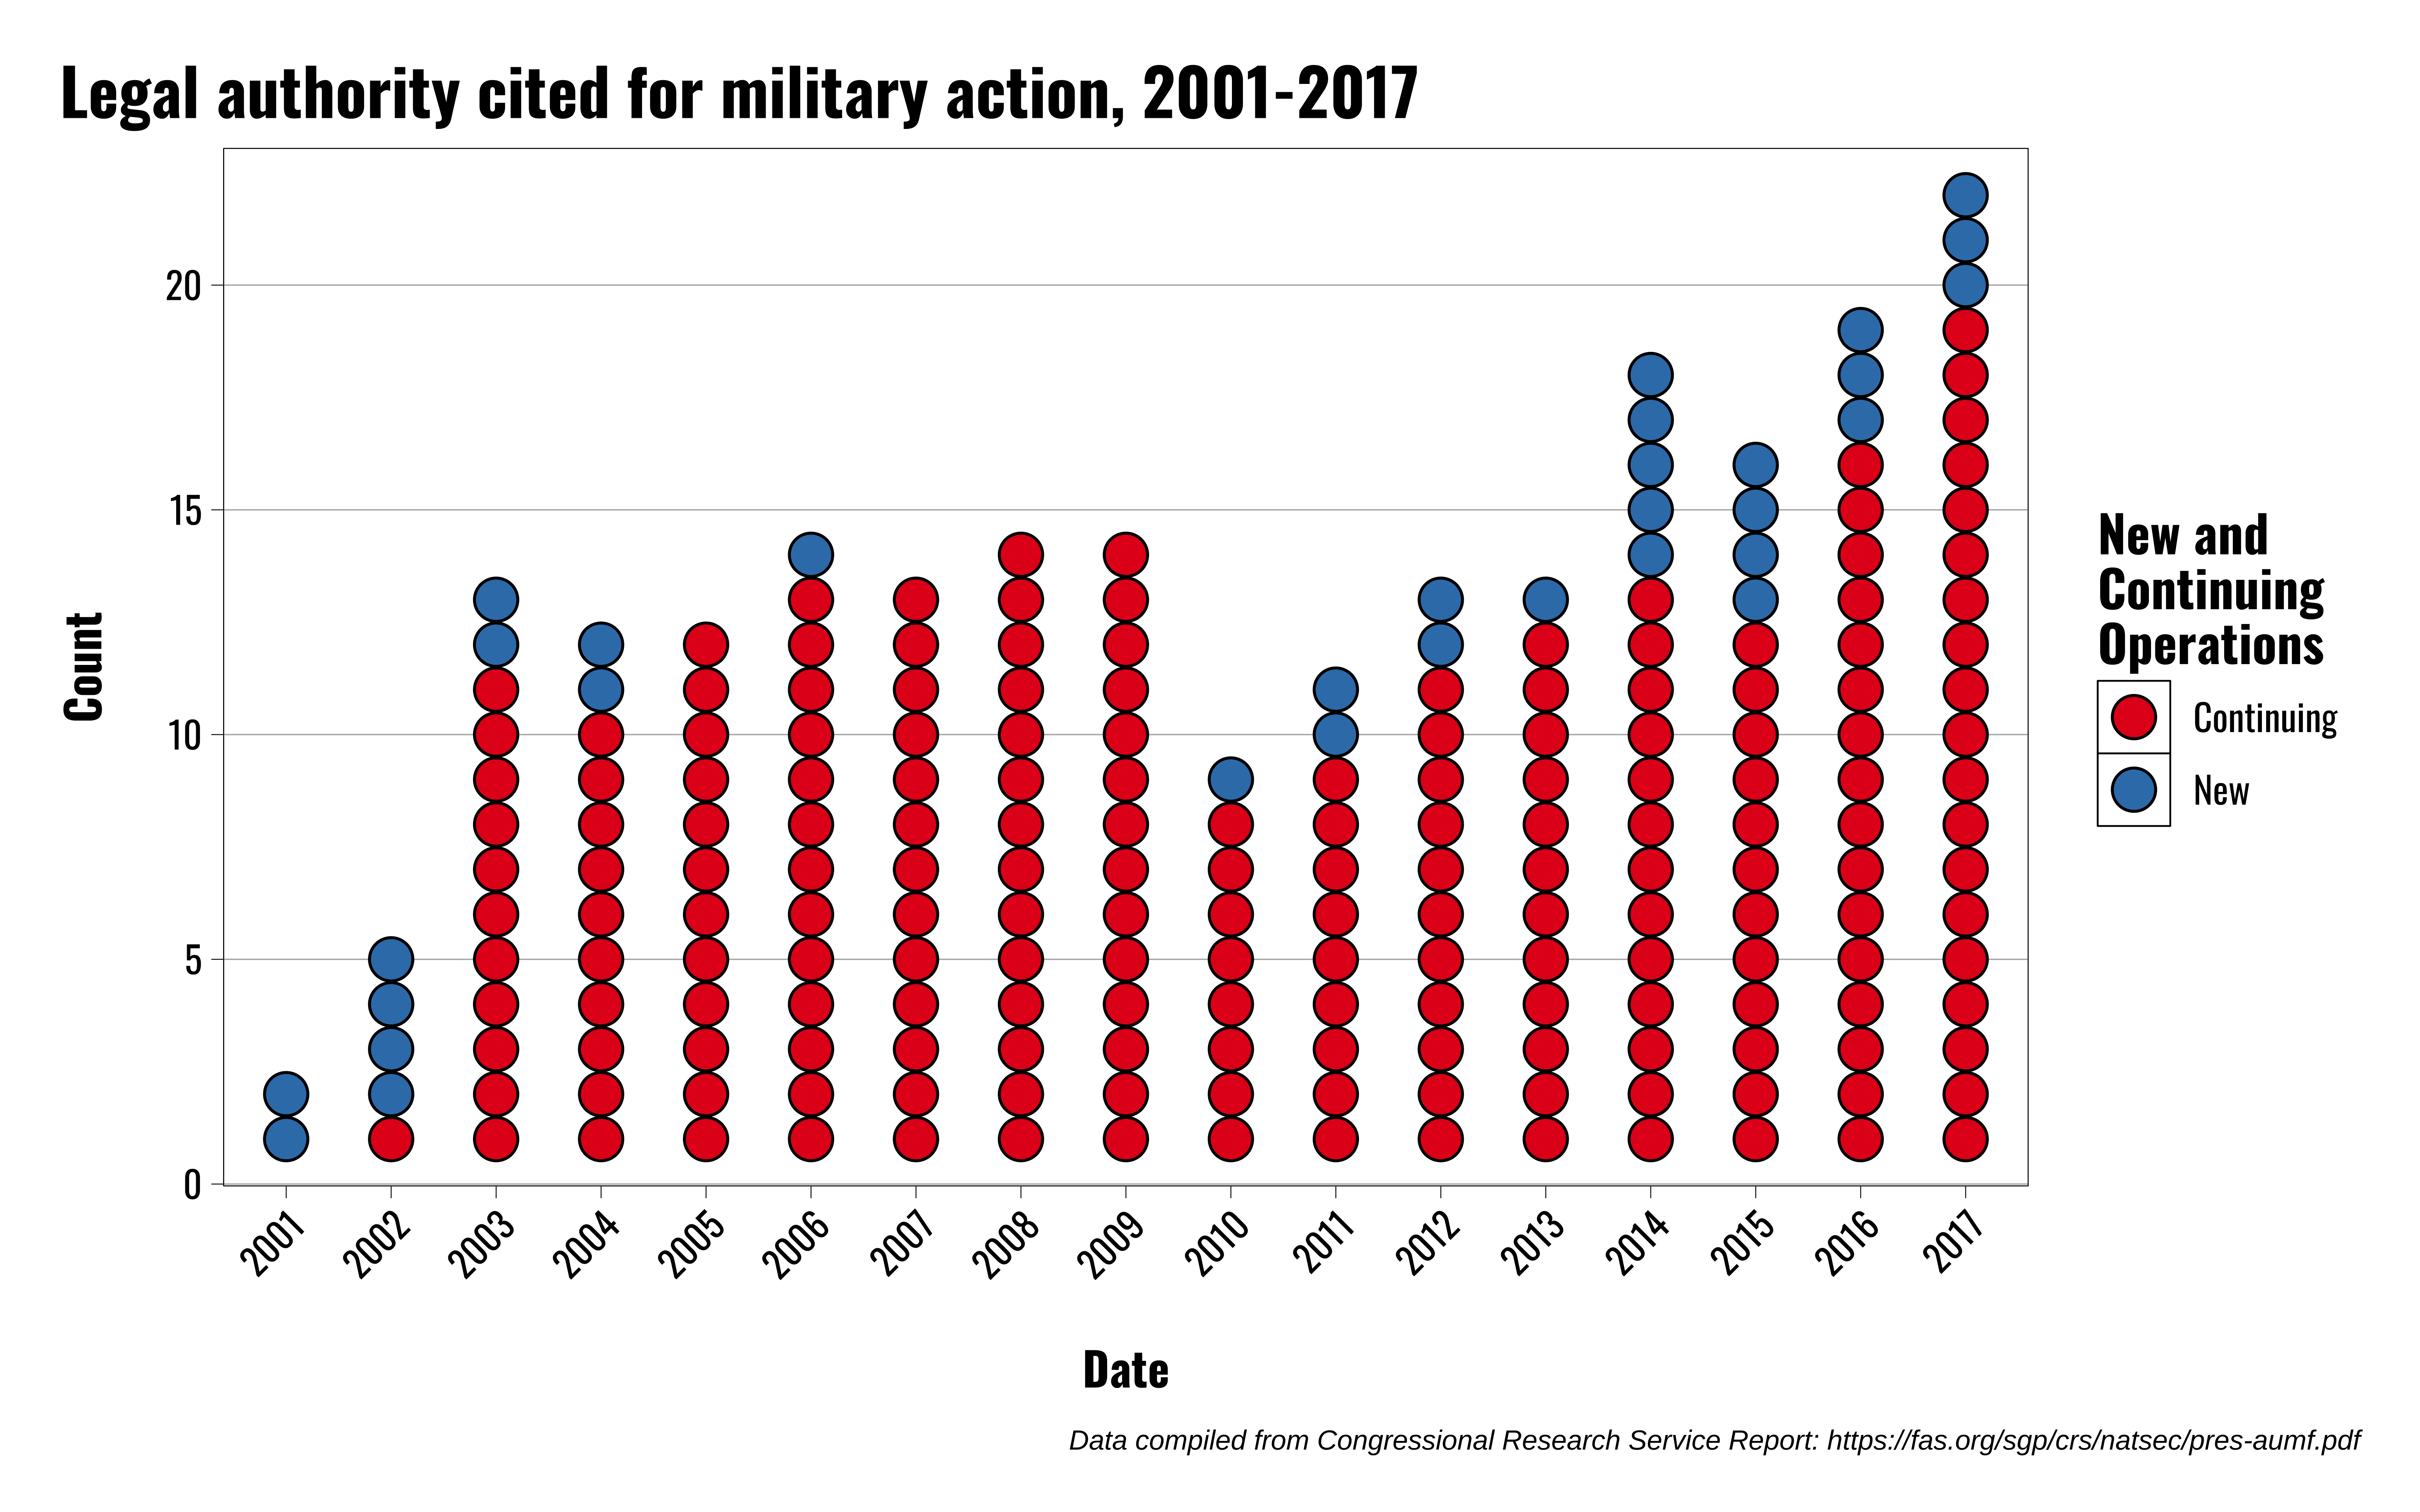 Legal authority cited for military action, 2001-2017
Count
20
15
10
5
0
2001
2002
2003
2004
2005
2006
2007
2008
2009
2010
2011
2012
2013
2014
2015
2016
2017
Date
New and
Continuing
Operations
Continuing
New
Data compiled from Congressional Research Service Report: https://fas.org/sgp/crs/natsec/pres-aumf.pdf